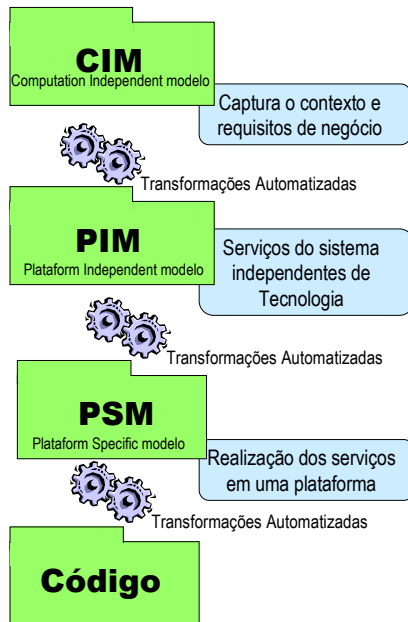 CIM
Computation Independent modelo
Captura o contexto e
requisitos de negócio
Transformações Automatizadas
PIM
Plataform Independent modelo
Serviços do sistema
independentes de
Tecnologia
Transformações Automatizadas
PSM
Plataform Specific modelo
Realização dos serviços
em uma plataforma
Transformações Automatizadas
Código